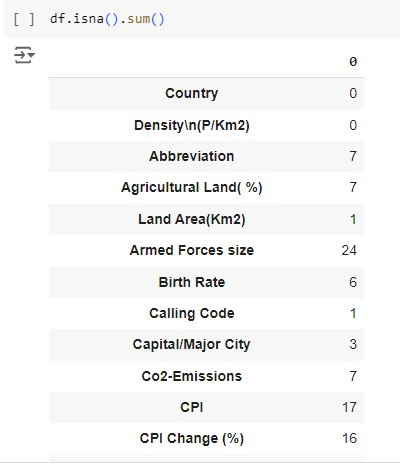 [ ] df.isna().sum()
0
Country 0
Density\n(P/Km2) 0
Abbreviation 7
Agricultural Land( %) 7
Land Area(Km2) 1
Armed Forces size 24
Birth Rate 6
Calling Code 1
Capital/Major City 3
Co2-Emissions 7
CPI 17
CPI Change (%) 16